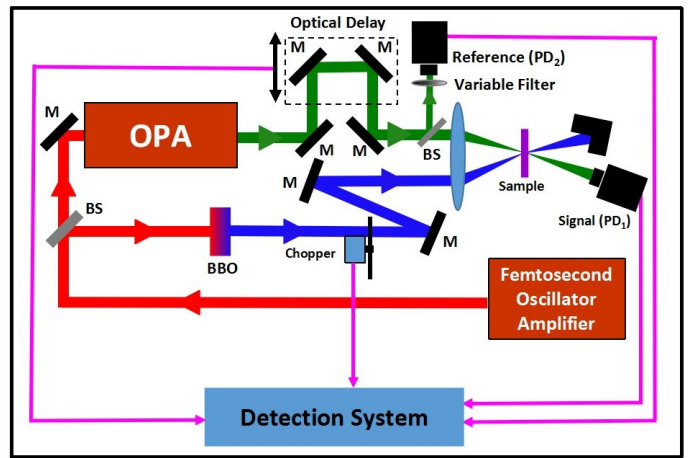 Optical Delay
M
M
Reference (PD₂)
Variable Filter
M
OPA
M
M
BS
M
Sample
Signal (PD₁)
BS
BBO
Chopper
M
Femtosecond
Oscillator
Amplifier
Detection System